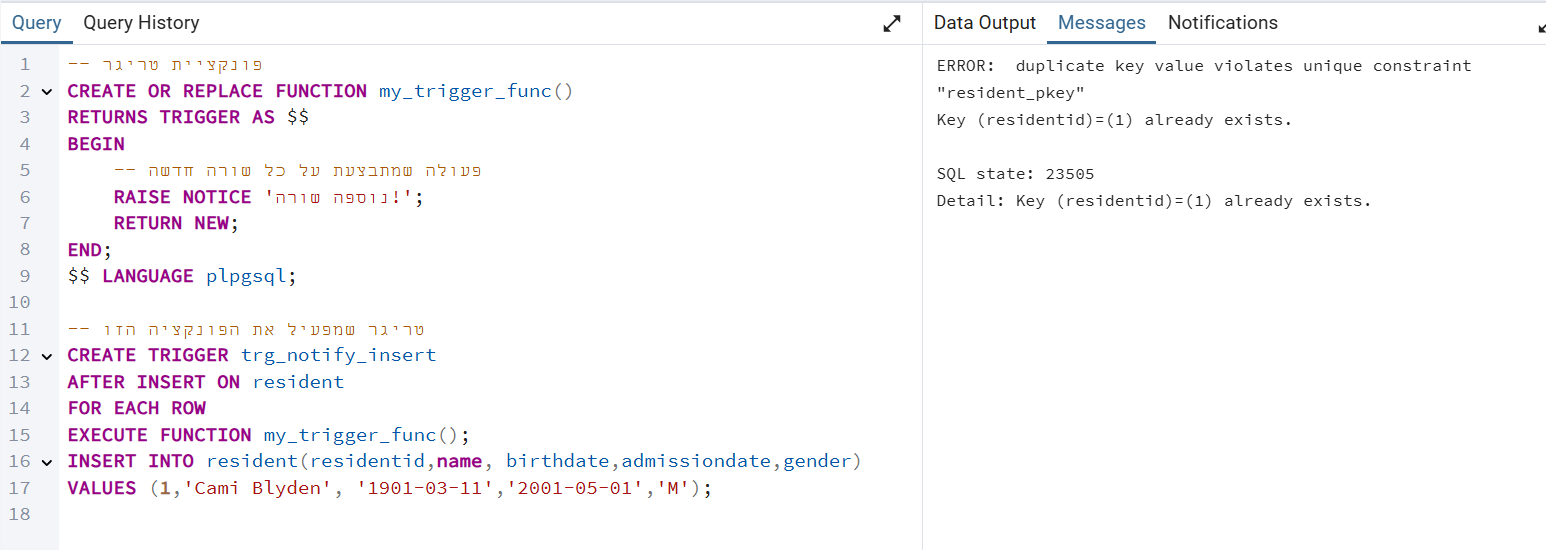 Query Query History
Data Output Messages Notifications
1 -- פונקציית טריגר
2 CREATE OR REPLACE FUNCTION my_trigger_func()
3 RETURNS TRIGGER AS $$
4 BEGIN
5 -- פעולה שמתבצעת על כל שורה חדשה
6 RAISE NOTICE 'נוספה שורה!';
7 RETURN NEW;
8 END;
9 $$ LANGUAGE plpgsql;
10
11 -- טריגר שמפעיל את הפונקציה הזו
12 CREATE TRIGGER trg_notify_insert
13 AFTER INSERT ON resident
14 FOR EACH ROW
15 EXECUTE FUNCTION my_trigger_func();
16 INSERT INTO resident(residentid,name, birthdate,admissiondate,gender)
17 VALUES (1,'Cami Blyden', '1901-03-11','2001-05-01','M');
18
ERROR:  duplicate key value violates unique constraint
"resident_pkey"
Key (residentid)=(1) already exists.
SQL state: 23505
Detail: Key (residentid)=(1) already exists.